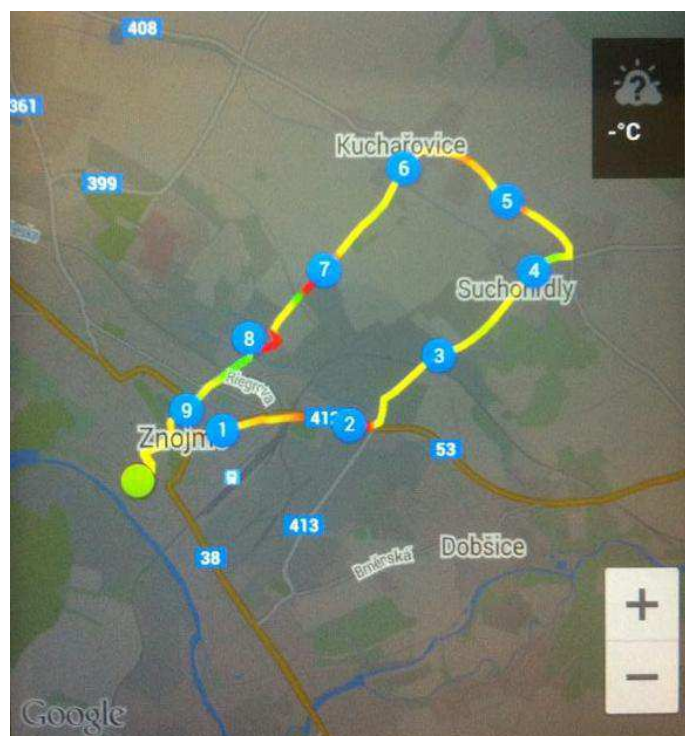 408
361
?
-°C
Kuchařovice
6
399
5
4
Suchohrdly
7
8
3
Riegrova
9
1
2
Znojmo
53
413
38
Brněnská
Dobšice
+
−
Google